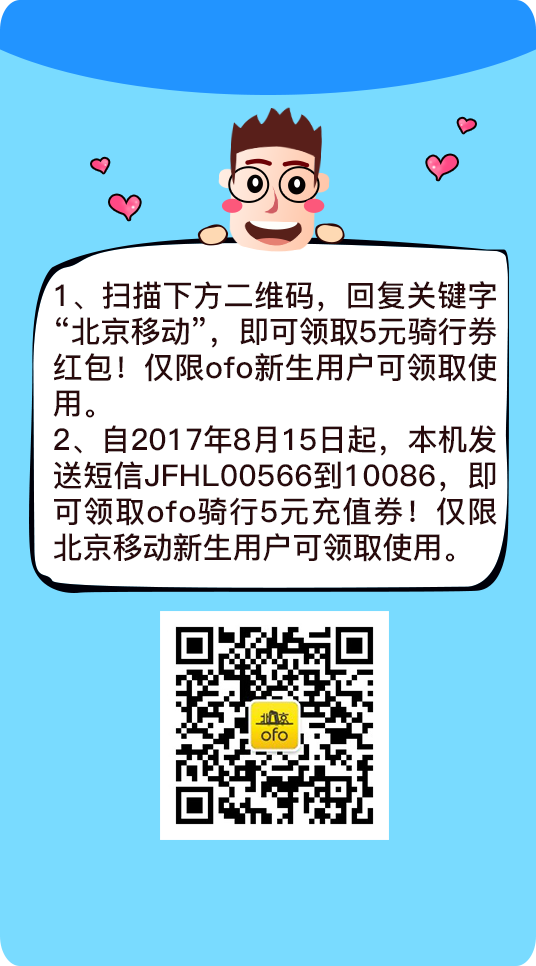 1、扫描下方二维码，回复关键字
“北京移动”，即可领取5元骑行券
红包！仅限ofo新生用户可领取使
用。
2、自2017年8月15日起，本机发
送短信JFHL00566到10086，即
可领取ofo骑行5元充值券！仅限
北京移动新生用户可领取使用。
北京
ofo